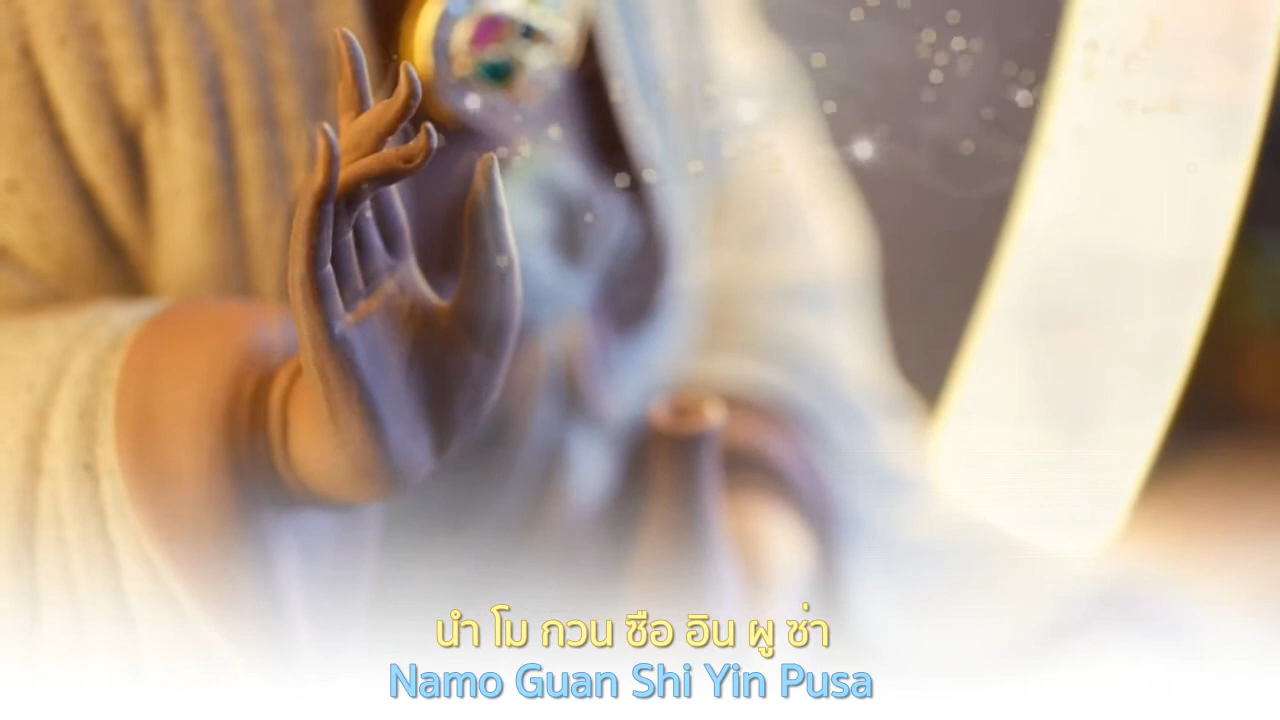 นำ โม กวน ซือ อิน ผู ซ่า
Namo Guan Shi Yin Pusa